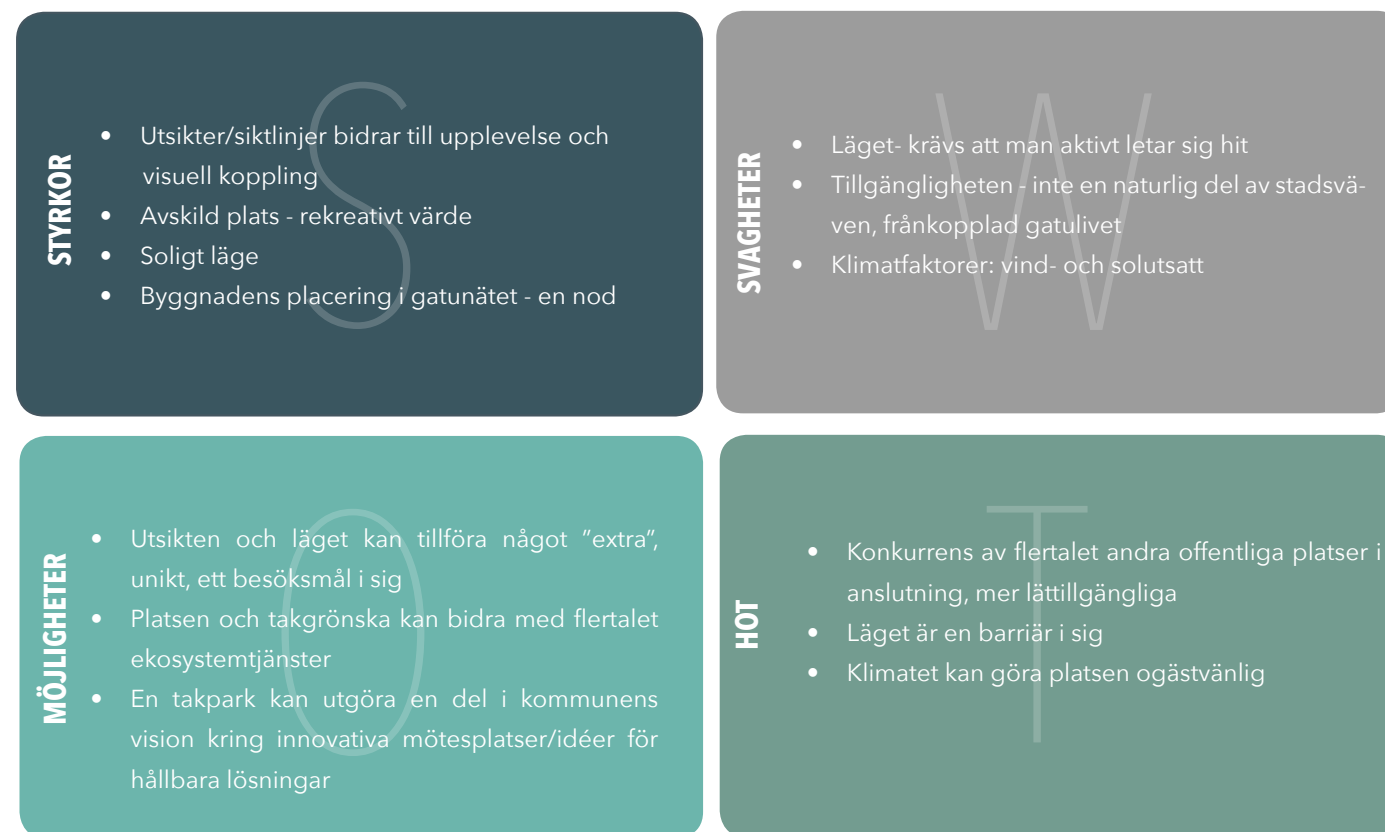 STYRKOR
S
• Utsikter/siktlinjer bidrar till upplevelse och
visuell koppling
• Avskild plats - rekreativt värde
• Soligt läge
• Byggnadens placering i gatunätet - en nod
SVAGHETER
W
• Läget- krävs att man aktivt letar sig hit
• Tillgängligheten - inte en naturlig del av stadsvä-
ven, frånkopplad gatulivet
• Klimatfaktorer: vind- och solutsatt
MÖJLIGHETER
O
• Utsikten och läget kan tillföra något ”extra”,
unikt, ett besöksmål i sig
• Platsen och takgrönska kan bidra med flertalet
ekosystemtjänster
• En takpark kan utgöra en del i kommunens
vision kring innovativa mötesplatser/idéer för
hållbara lösningar
HOT
T
• Konkurrens av flertalet andra offentliga platser i
anslutning, mer lättillgängliga
• Läget är en barriär i sig
• Klimatet kan göra platsen ogästvänlig